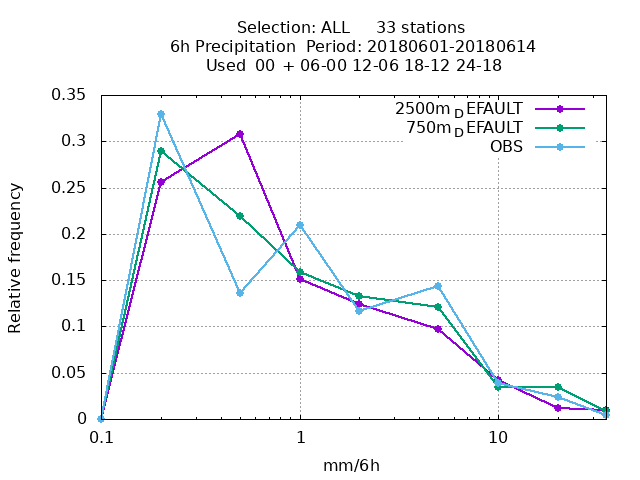 Selection: ALL 33 stations
6h Precipitation Period: 20180601-20180614
Used 00 + 06-00 12-06 18-12 24-18
2500m_DEFAULT
750m_DEFAULT
OBS
0.35
0.3
0.25
0.2
0.15
0.1
0.05
0
Relative frequency
0.1 1 10
mm/6h